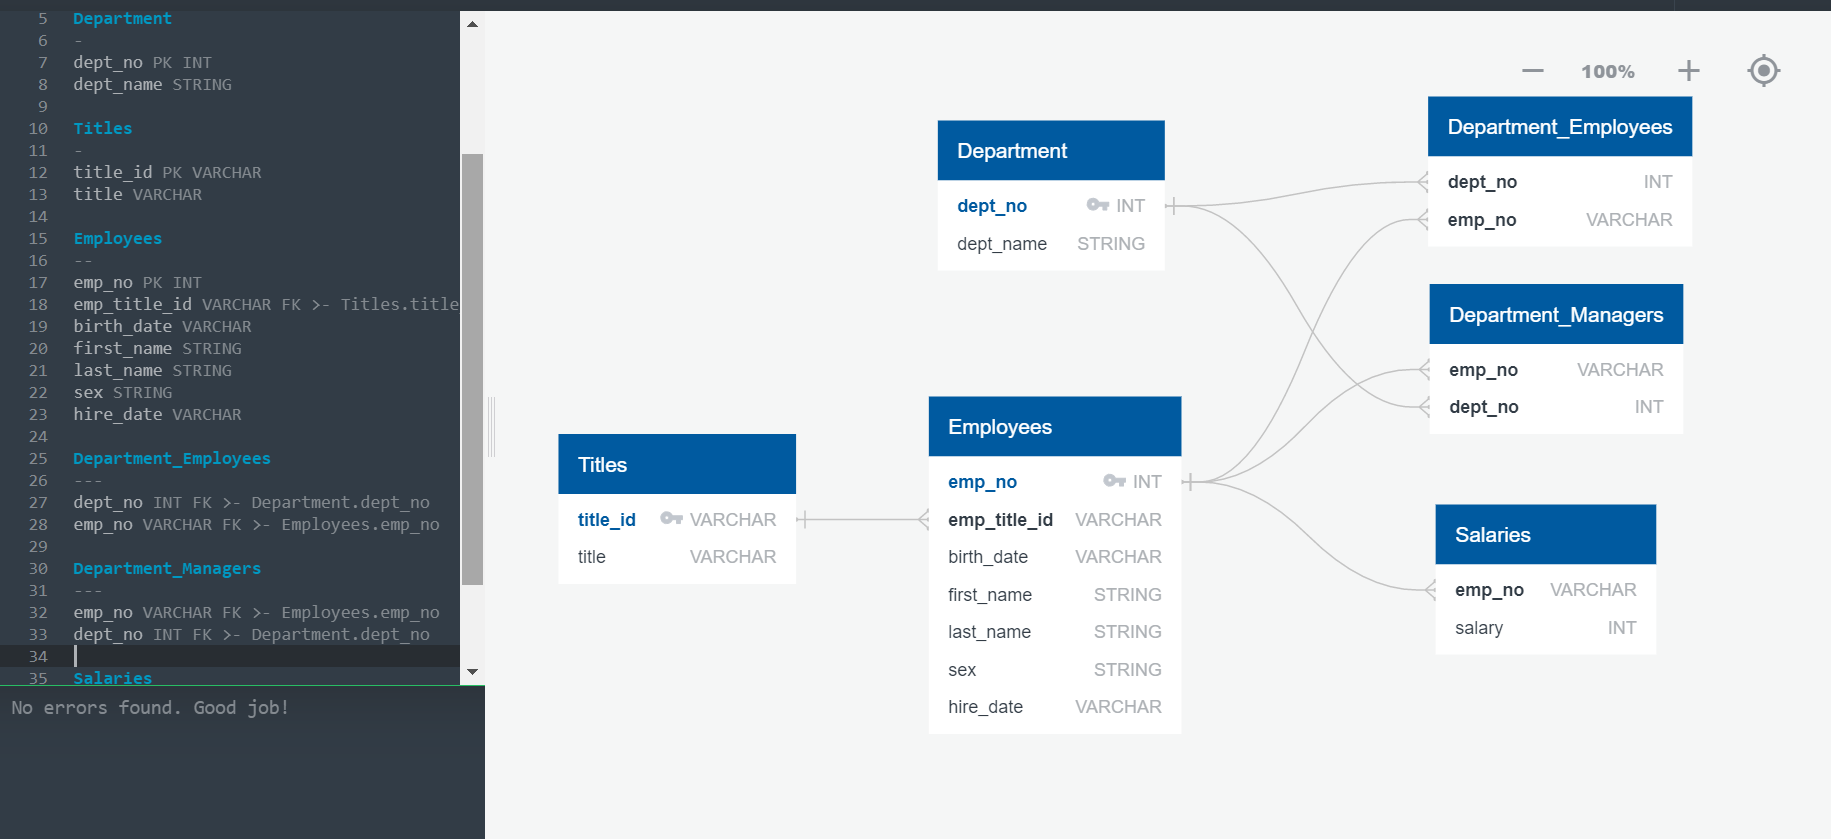 5 Department
6 -
7 dept_no PK INT
8 dept_name STRING
9
10 Titles
11 -
12 title_id PK VARCHAR
13 title VARCHAR
14
15 Employees
16 --
17 emp_no PK INT
18 emp_title_id VARCHAR FK >- Titles.title
19 birth_date VARCHAR
20 first_name STRING
21 last_name STRING
22 sex STRING
23 hire_date VARCHAR
24
25 Department_Employees
26 ---
27 dept_no INT FK >- Department.dept_no
28 emp_no VARCHAR FK >- Employees.emp_no
29
30 Department_Managers
31 ---
32 emp_no VARCHAR FK >- Employees.emp_no
33 dept_no INT FK >- Department.dept_no
34
35 Salaries
No errors found. Good job!
100%
Department
dept_no INT
dept_name STRING
Department_Employees
dept_no INT
emp_no VARCHAR
Department_Managers
emp_no VARCHAR
dept_no INT
Titles
title_id VARCHAR
title VARCHAR
Employees
emp_no INT
emp_title_id VARCHAR
birth_date VARCHAR
first_name STRING
last_name STRING
sex STRING
hire_date VARCHAR
Salaries
emp_no VARCHAR
salary INT